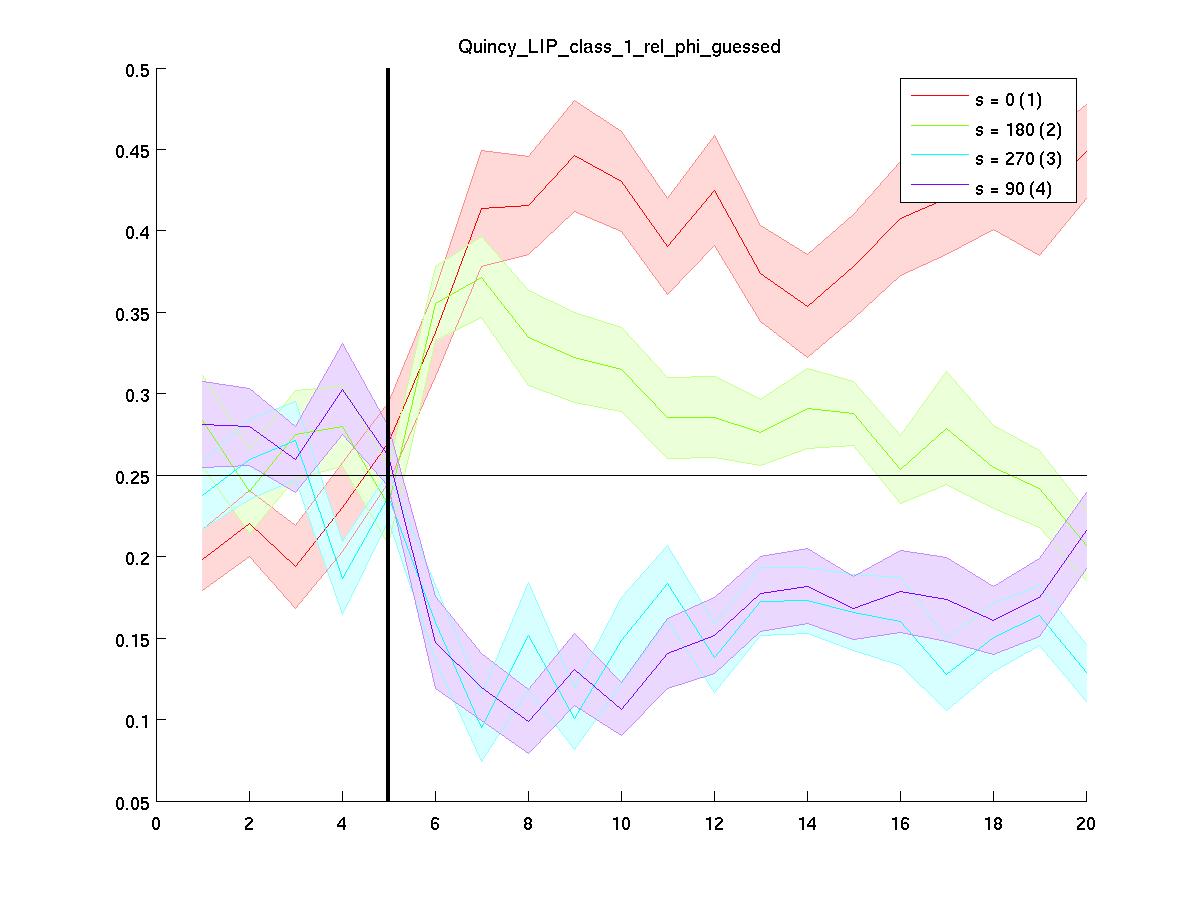 Quincy_LIP_class_1_rel_phi_guessed
0.5
0.45
0.4
0.35
0.3
0.25
0.2
0.15
0.1
0.05
s = 0 (1)
s = 180 (2)
s = 270 (3)
s = 90 (4)
0 2 4 6 8 10 12 14 16 18 20